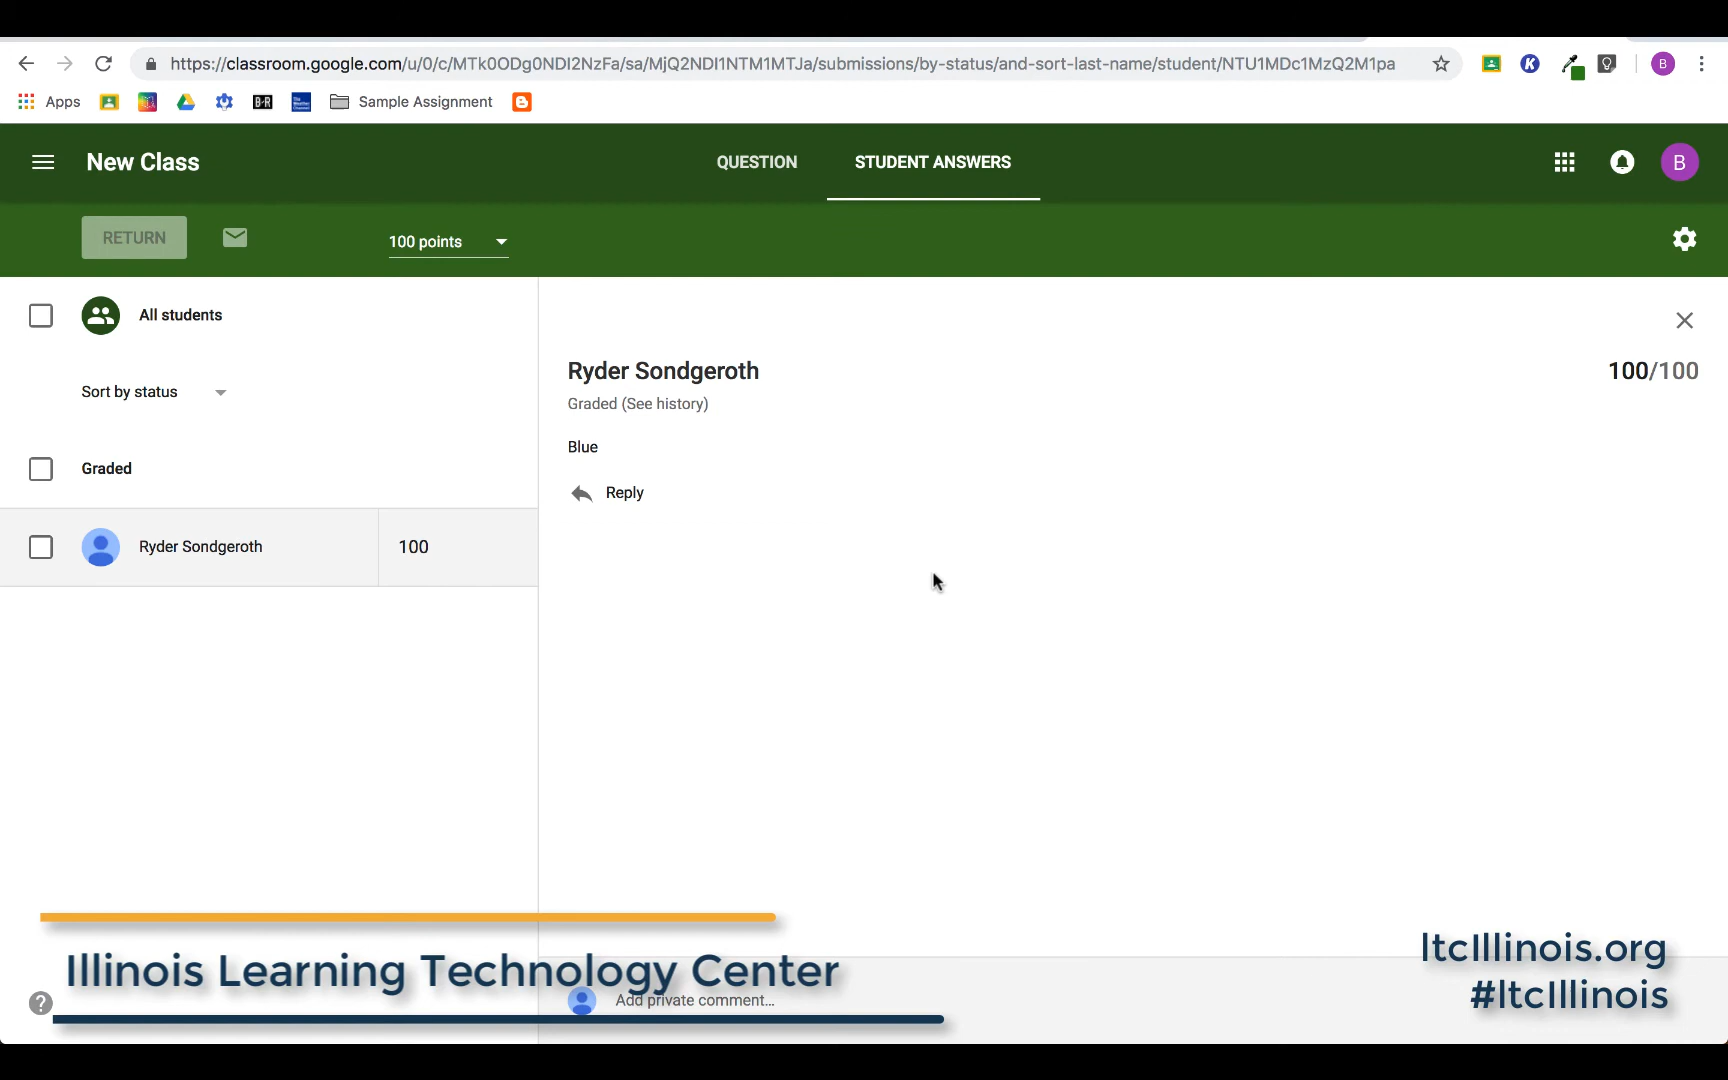 https://classroom.google.com/u/0/c/MTk0ODg0NDI2NzFa/sa/MjQ2NDI1NTM1MTJa/submissions/by-status/and-sort-last-name/student/NTU1MDc1MzQ2M1pa
K
B
Apps
B/R
Sample Assignment
New Class
QUESTION
STUDENT ANSWERS
B
RETURN
100 points
All students
Sort by status
Ryder Sondgeroth
100/100
Graded (See history)
Blue
Graded
Reply
Ryder Sondgeroth
100
Illinois Learning Technology Center
ltcIllinois.org
#ltcIllinois
Add private comment...
?